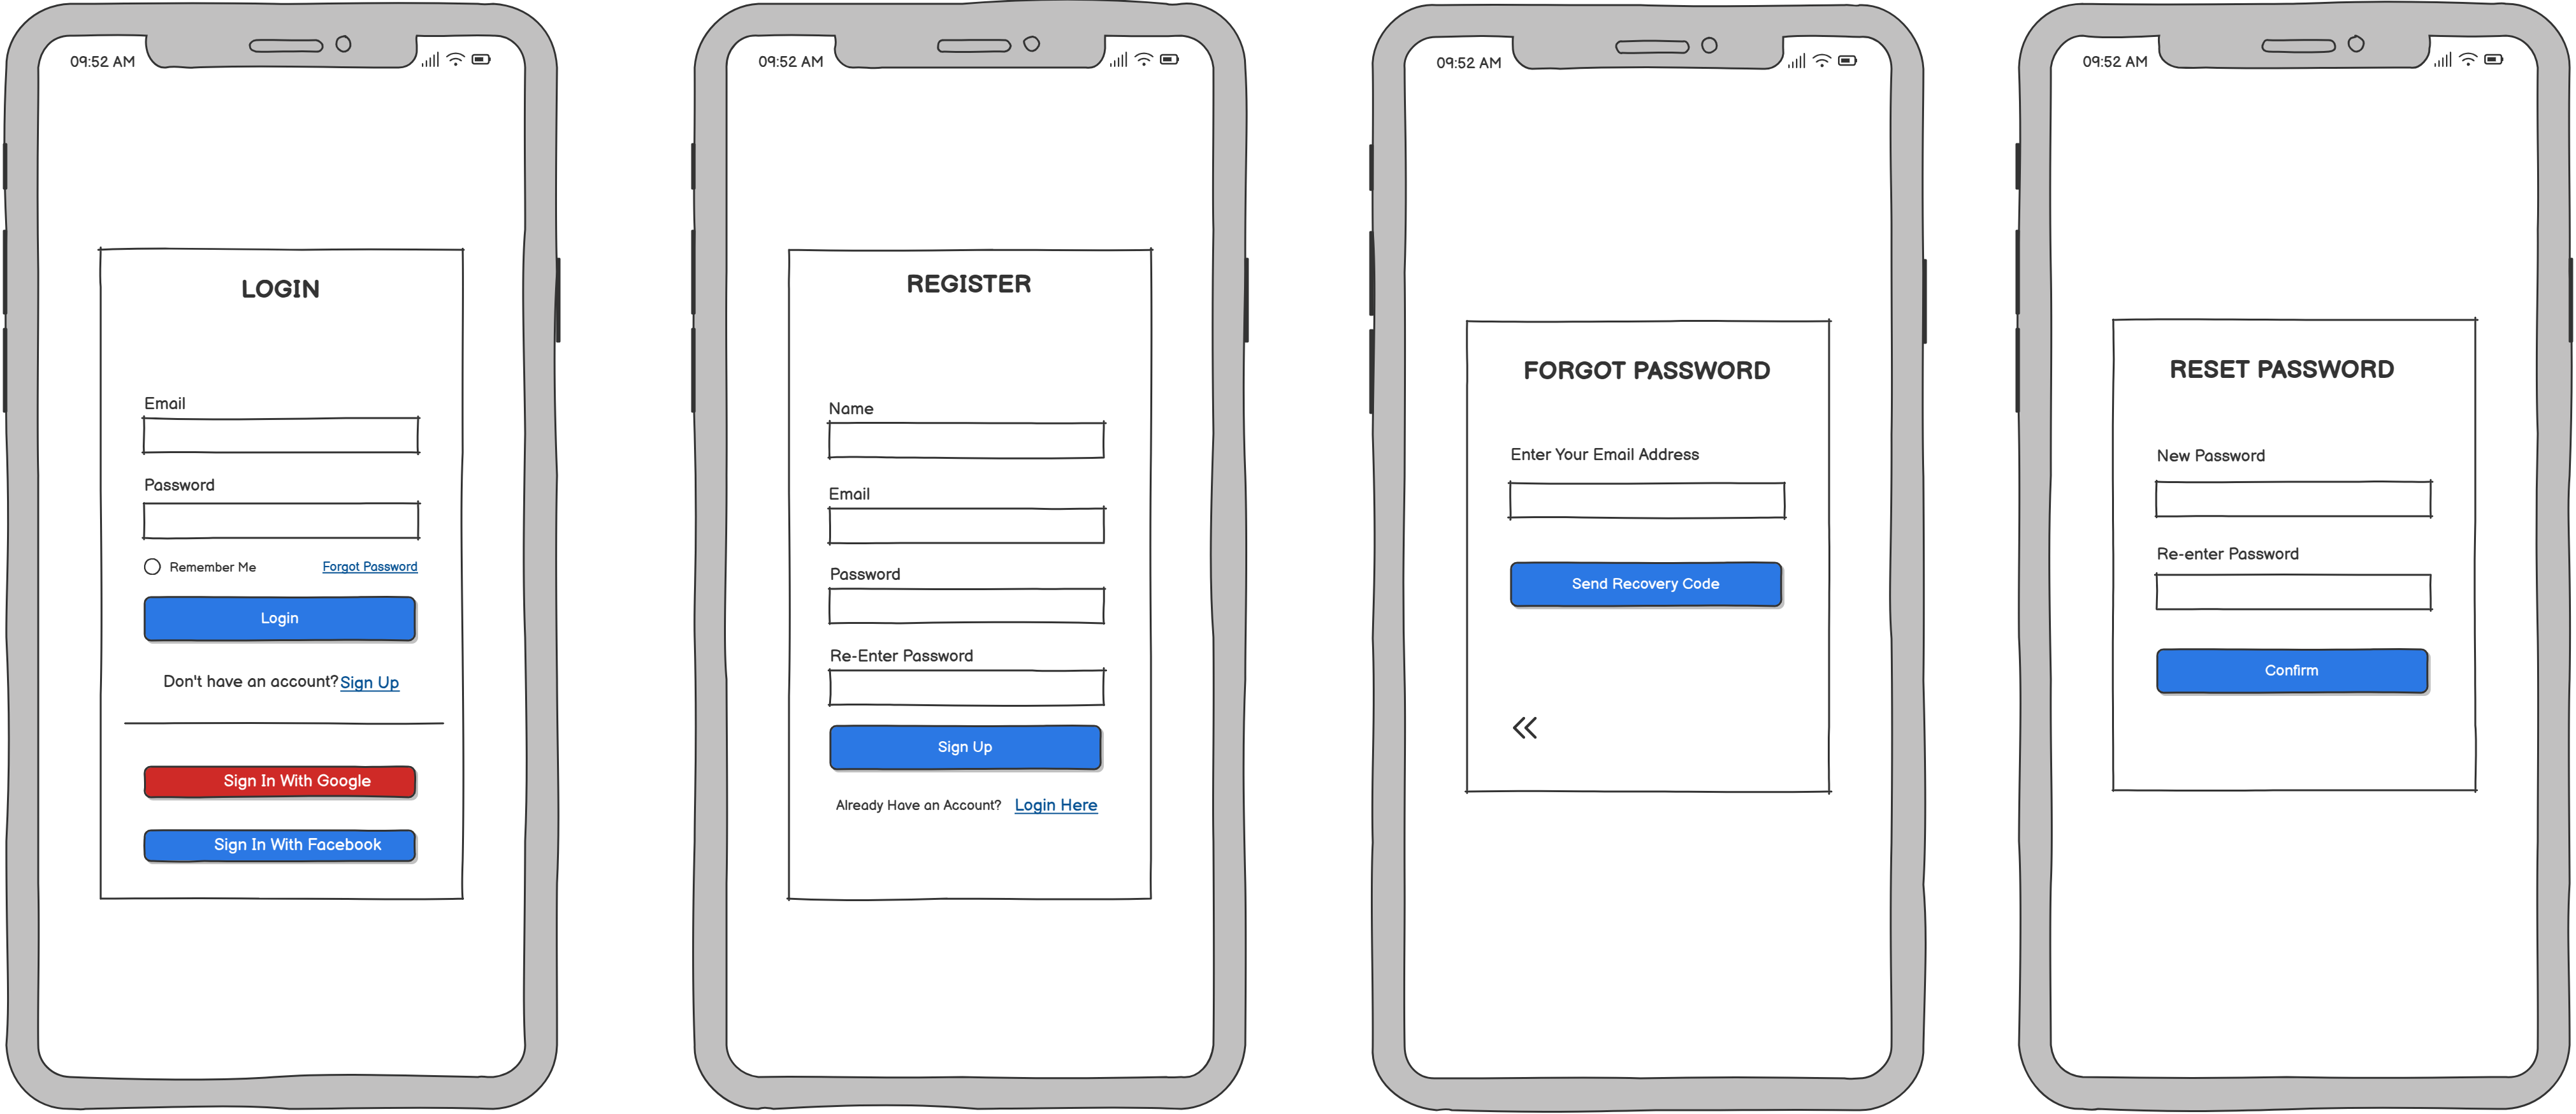 09:52 AM
LOGIN
Email
Password
Remember Me
Forgot Password
Login
Don't have an account? Sign Up
Sign In With Google
Sign In With Facebook
09:52 AM
REGISTER
Name
Email
Password
Re-Enter Password
Sign Up
Already Have an Account? Login Here
09:52 AM
FORGOT PASSWORD
Enter Your Email Address
Send Recovery Code
09:52 AM
RESET PASSWORD
New Password
Re-enter Password
Confirm